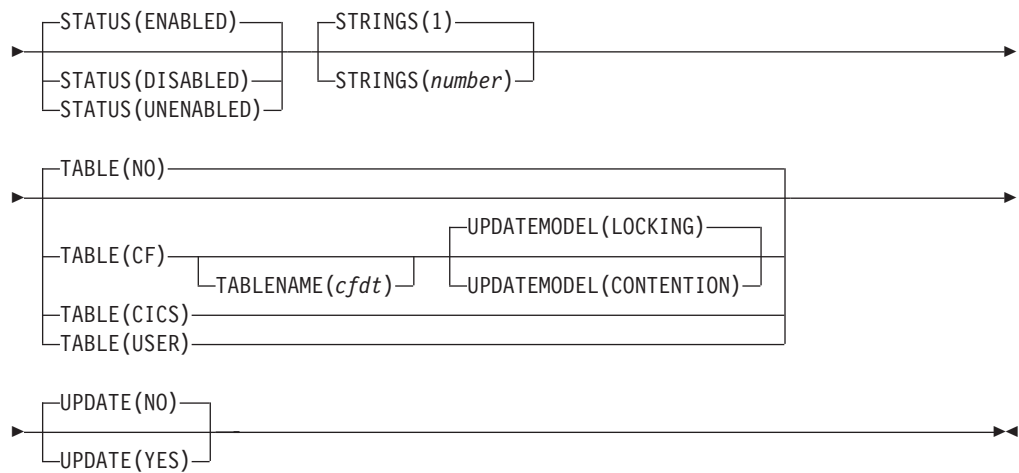 STATUS(ENABLED) STRINGS(1)
STATUS(DISABLED) STRINGS(number)
STATUS(UNENABLED)
TABLE(NO)
UPDATEMODEL(LOCKING)
TABLE(CF)
TABLENAME(cfdt) UPDATEMODEL(CONTENTION)
TABLE(CICS)
TABLE(USER)
UPDATE(NO)
UPDATE(YES)